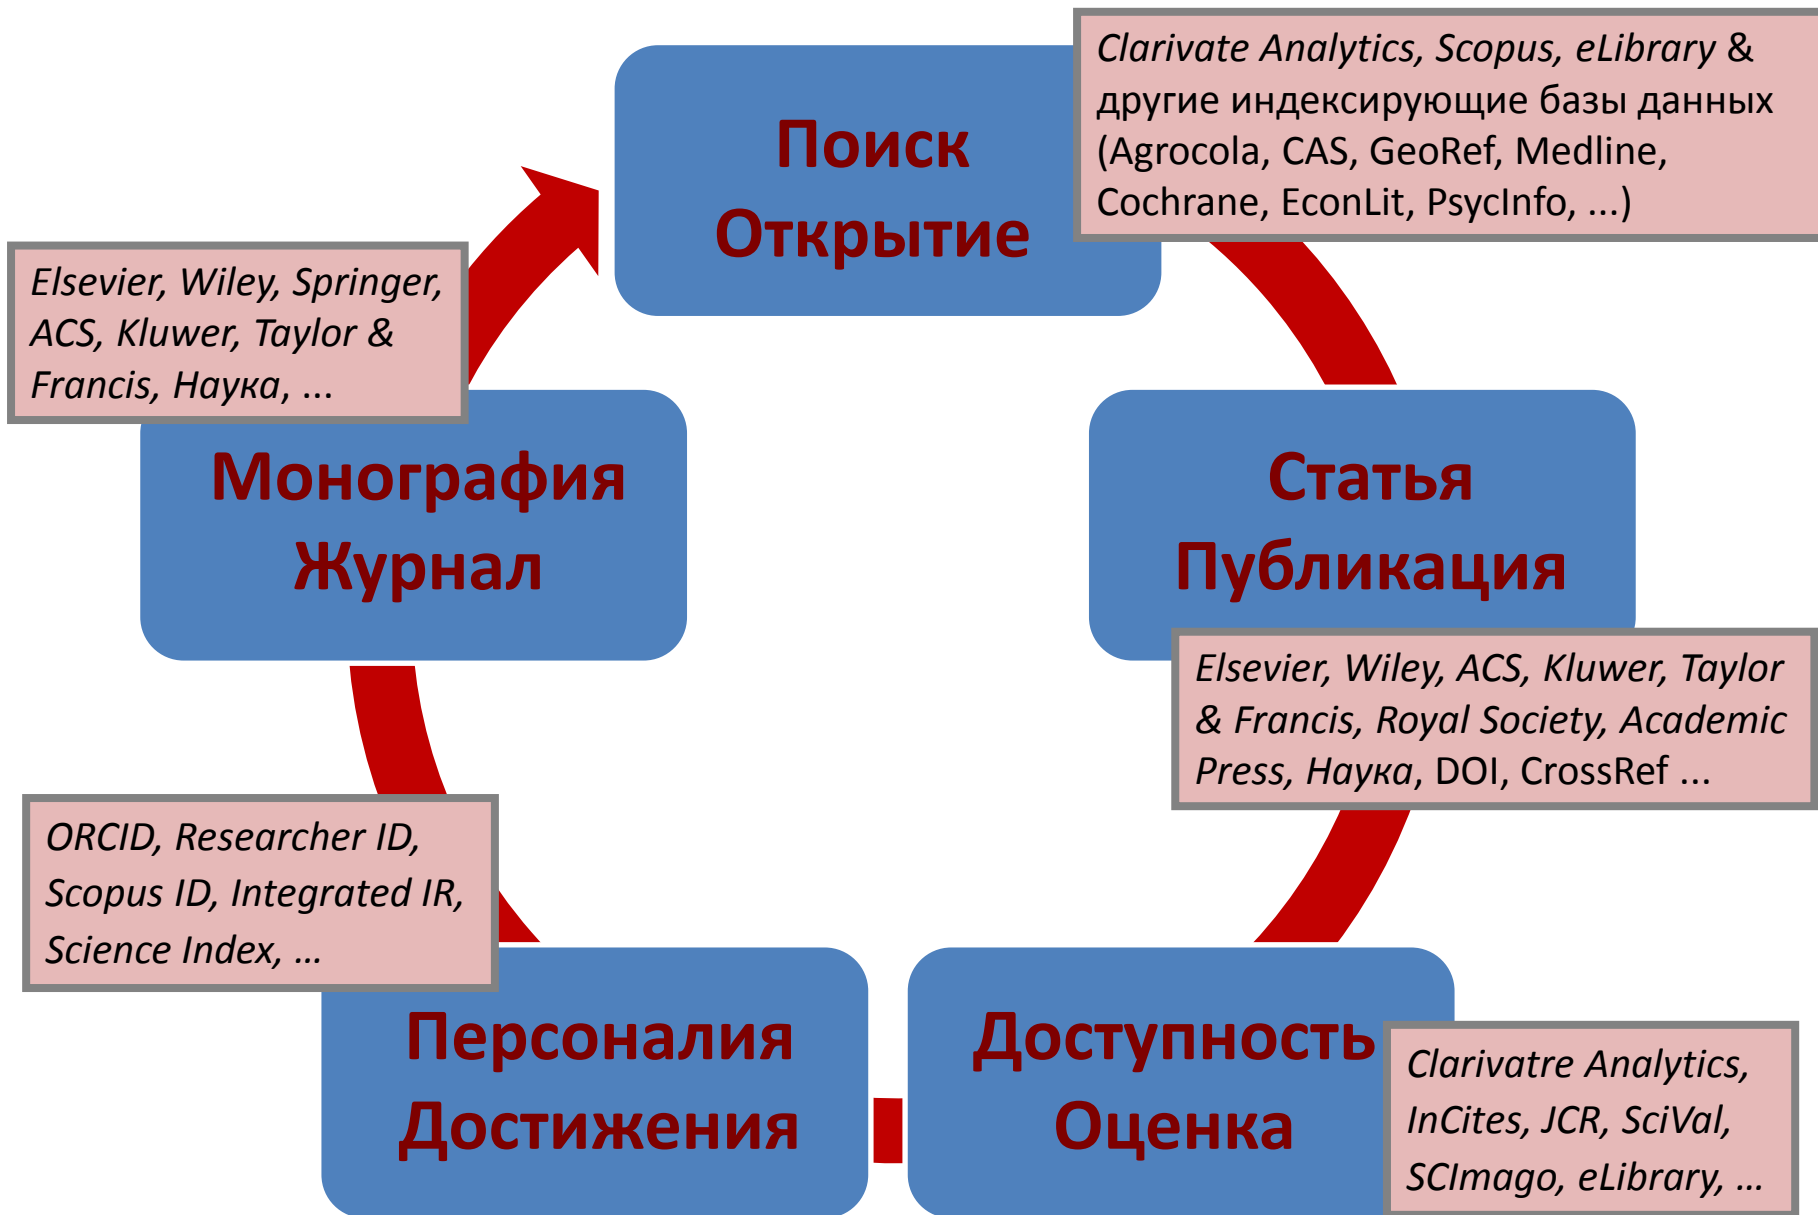 Поиск
Открытие
Clarivate Analytics, Scopus, eLibrary &
другие индексирующие базы данных
(Agrocola, CAS, GeoRef, Medline,
Cochrane, EconLit, PsycInfo, ...)
Статья
Публикация
Elsevier, Wiley, ACS, Kluwer, Taylor
& Francis, Royal Society, Academic
Press, Наука, DOI, CrossRef ...
Доступность
Оценка
Clarivatre Analytics,
InCites, JCR, SciVal,
SCImago, eLibrary, ...
Персоналия
Достижения
ORCID, Researcher ID,
Scopus ID, Integrated IR,
Science Index, ...
Монография
Журнал
Elsevier, Wiley, Springer,
ACS, Kluwer, Taylor &
Francis, Наука, ...